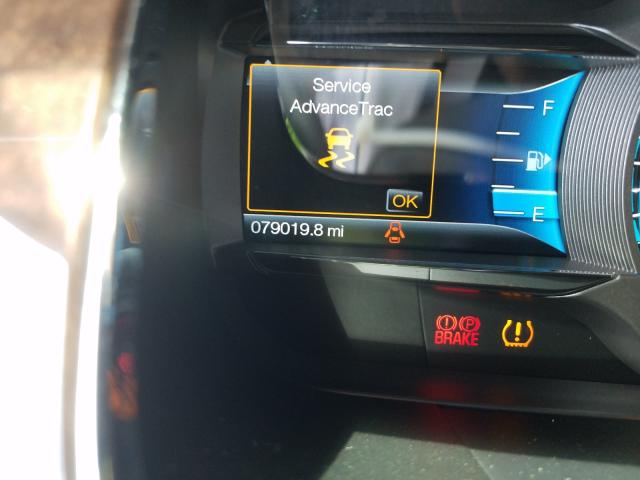 Service
AdvanceTrac
F
OK
E
079019.8 mi
P
BRAKE